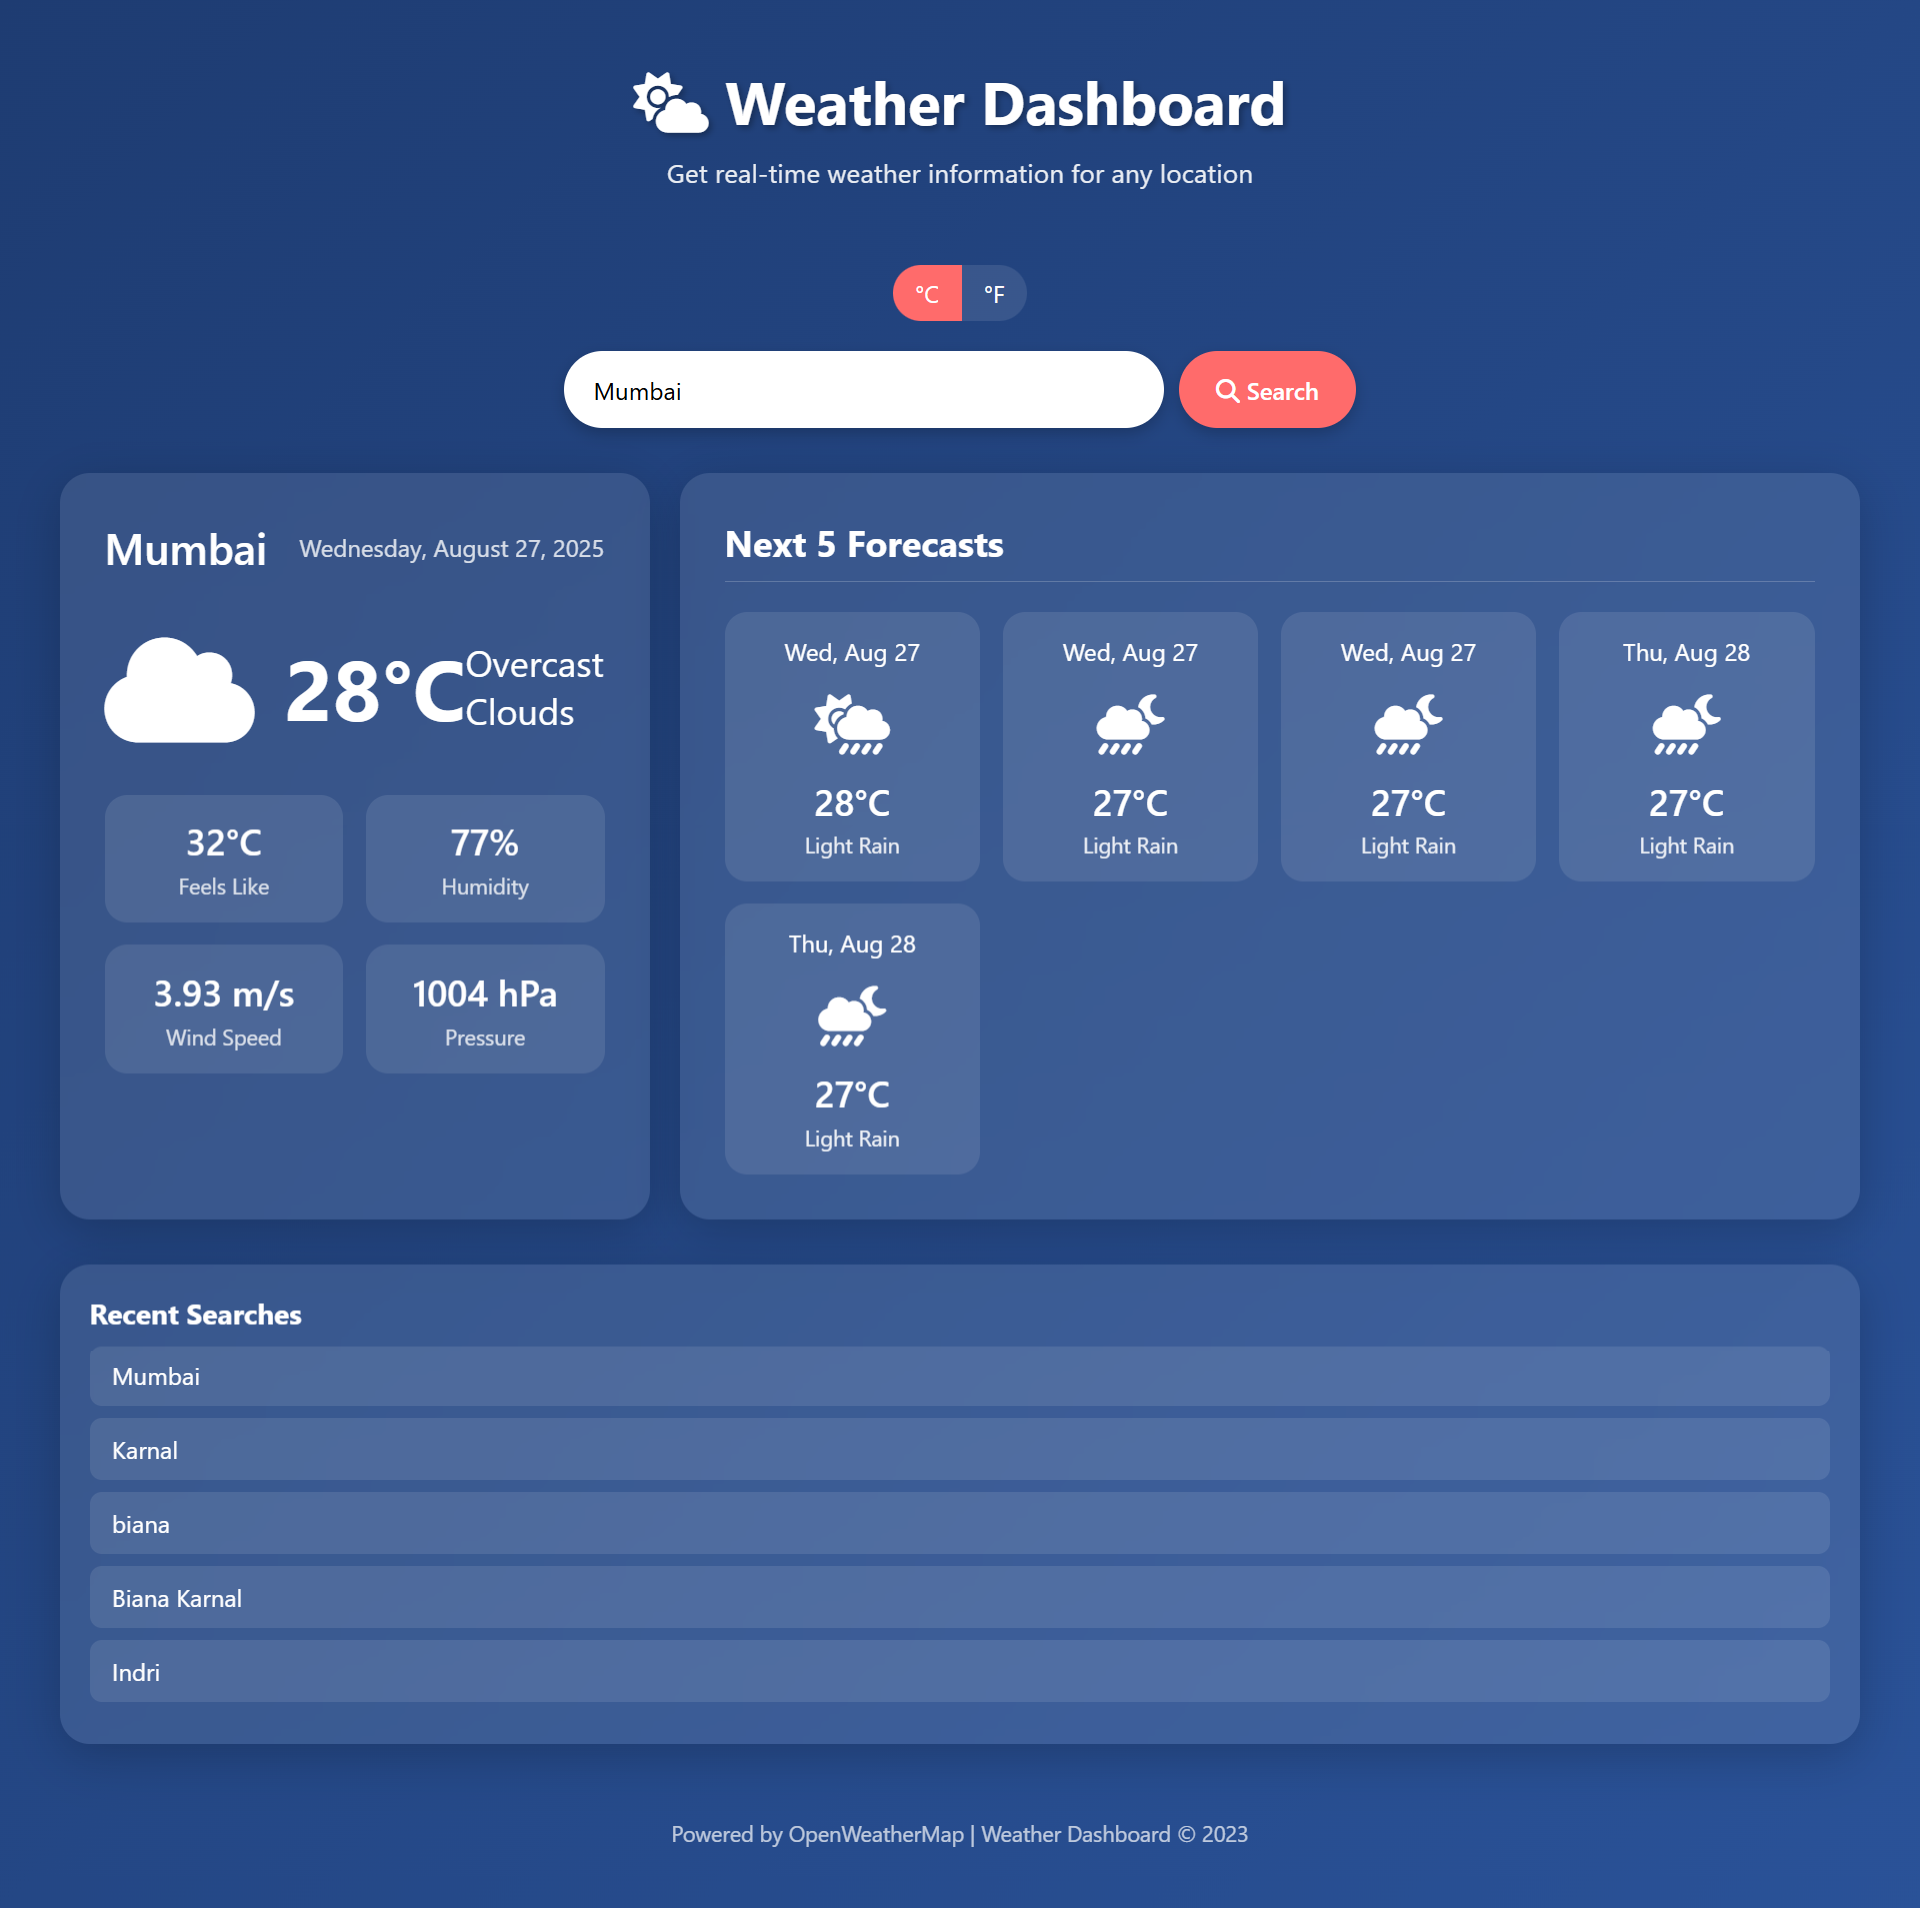 Weather Dashboard
Get real-time weather information for any location
°C °F
Mumbai
Search
Mumbai
Wednesday, August 27, 2025
28°C
Overcast
Clouds
32°C
Feels Like
77%
Humidity
3.93 m/s
Wind Speed
1004 hPa
Pressure
Next 5 Forecasts
Wed, Aug 27
28°C
Light Rain
Wed, Aug 27
27°C
Light Rain
Wed, Aug 27
27°C
Light Rain
Thu, Aug 28
27°C
Light Rain
Thu, Aug 28
27°C
Light Rain
Recent Searches
Mumbai
Karnal
biana
Biana Karnal
Indri
Powered by OpenWeatherMap | Weather Dashboard © 2023